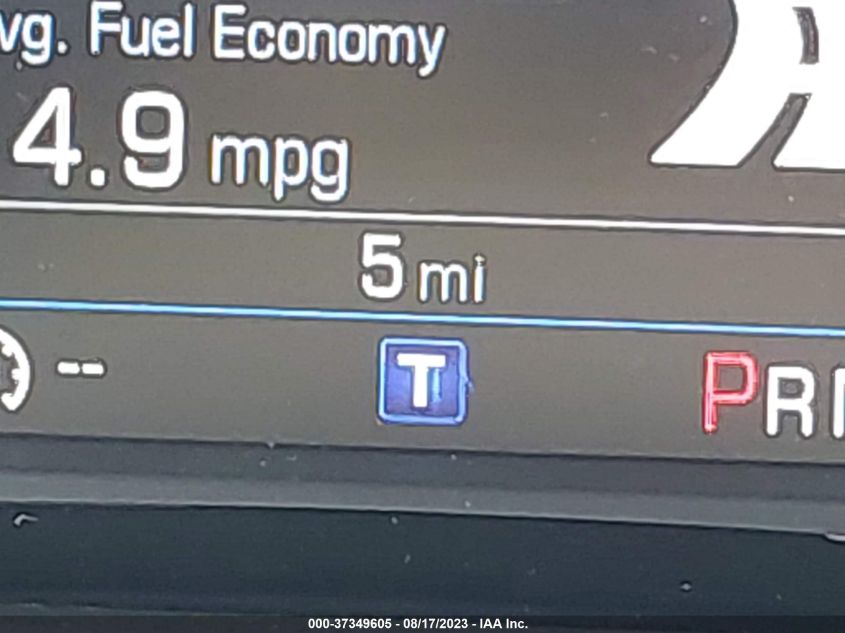 vg. Fuel Economy
4.9 mpg
5 mi
--
T
PR
000-37349605 - 08/17/2023 - IAA Inc.